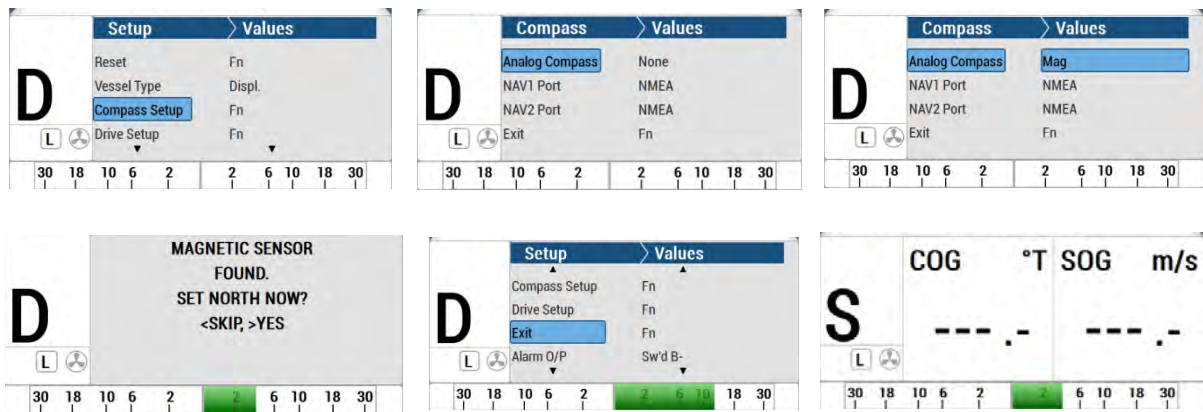 Setup Values
Reset Fn
Vessel Type Displ.
Compass Setup Fn
Drive Setup Fn
D
L
30 18 10 6 2 2 6 10 18 30
Compass Values
Analog Compass None
NAV1 Port NMEA
NAV2 Port NMEA
Exit Fn
D
L
30 18 10 6 2 2 6 10 18 30
Compass Values
Analog Compass Mag
NAV1 Port NMEA
NAV2 Port NMEA
Exit Fn
D
L
30 18 10 6 2 2 6 10 18 30
MAGNETIC SENSOR
FOUND.
SET NORTH NOW?
<SKIP, >YES
D
L
30 18 10 6 2 2 6 10 18 30
Setup Values
Compass Setup Fn
Drive Setup Fn
Exit Fn
Alarm O/P Sw'd B-
D
L
30 18 10 6 2 2 6 10 18 30
COG °T SOG m/s
S
---.- ---.-
L
30 18 10 6 2 2 6 10 18 30